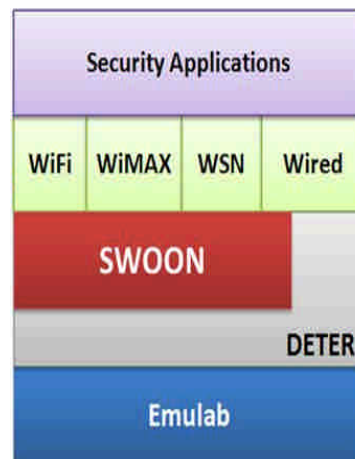 Security Applications
WiFi WiMAX WSN Wired
SWOON
DETER
Emulab